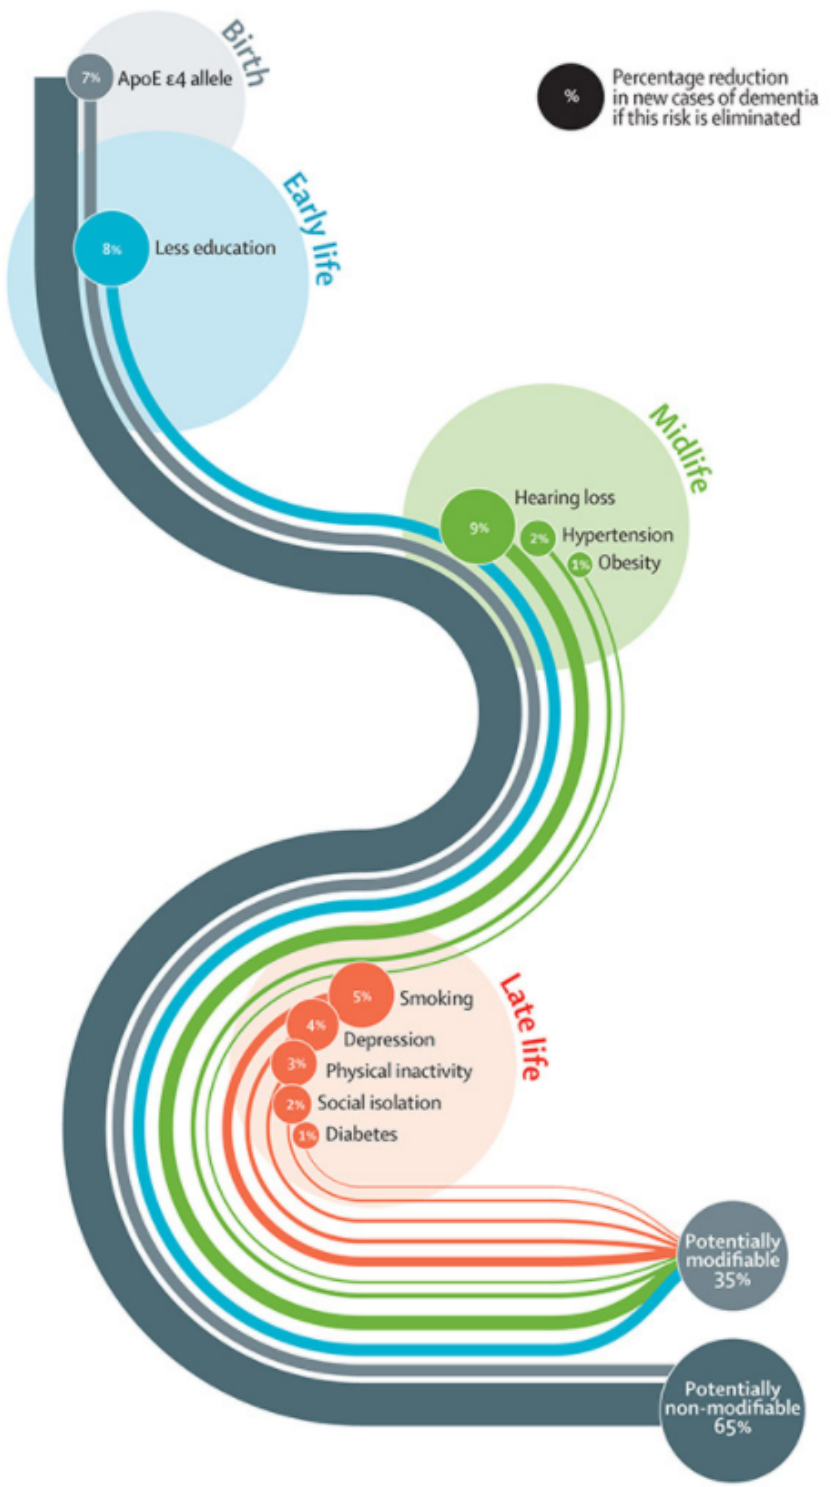 Birth
7%
ApoE ε4 allele
%
Percentage reduction
in new cases of dementia
if this risk is eliminated
Early life
8%
Less education
Midlife
Hearing loss
9%
2%
Hypertension
1%
Obesity
Late life
5%
Smoking
4%
Depression
3%
Physical inactivity
2%
Social isolation
1%
Diabetes
Potentially
modifiable
35%
Potentially
non-modifiable
65%